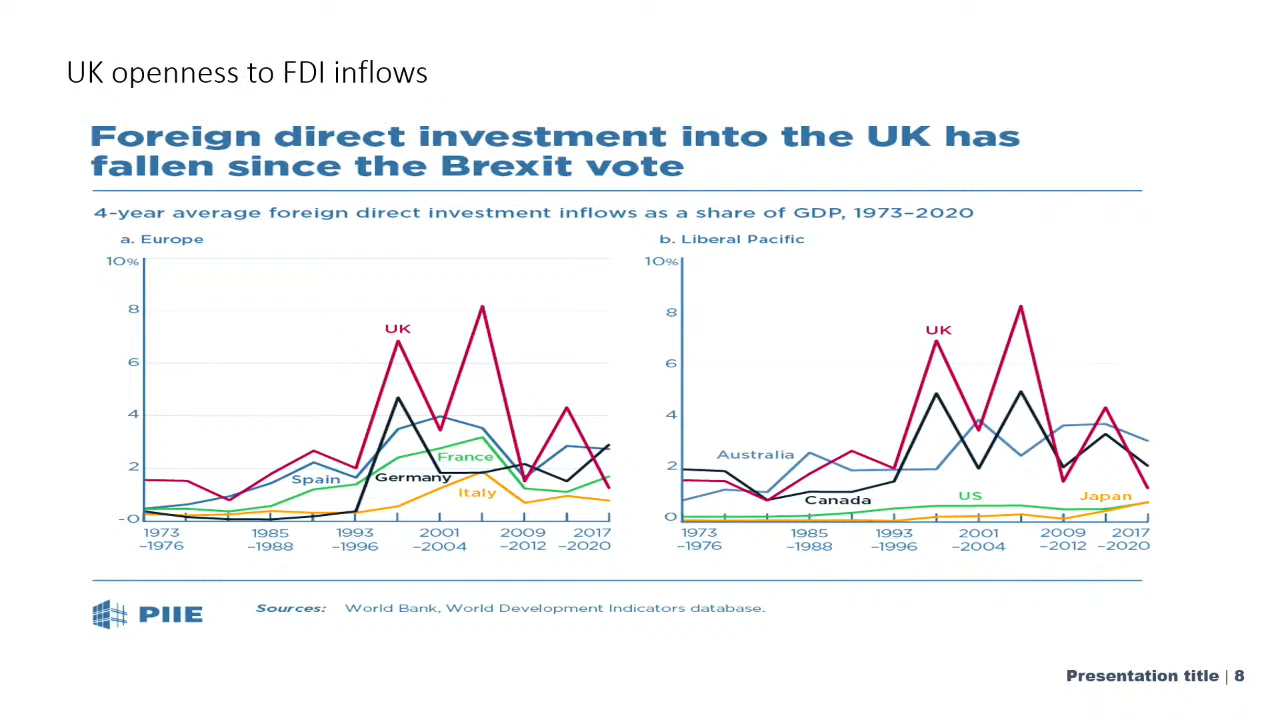 UK openness to FDI inflows
Foreign direct investment into the UK has
fallen since the Brexit vote
4-year average foreign direct investment inflows as a share of GDP, 1973–2020
a. Europe
10%
8
6
4
2
-0
UK
Spain
France
Germany
Italy
1973
–1976
1985
–1988
1993
–1996
2001
–2004
2009
–2012
2017
–2020
b. Liberal Pacific
10%
8
6
4
2
0
UK
Australia
Canada
US
Japan
1973
–1976
1985
–1988
1993
–1996
2001
–2004
2009
–2012
2017
–2020
PIIE
Sources: World Bank, World Development Indicators database.
Presentation title | 8